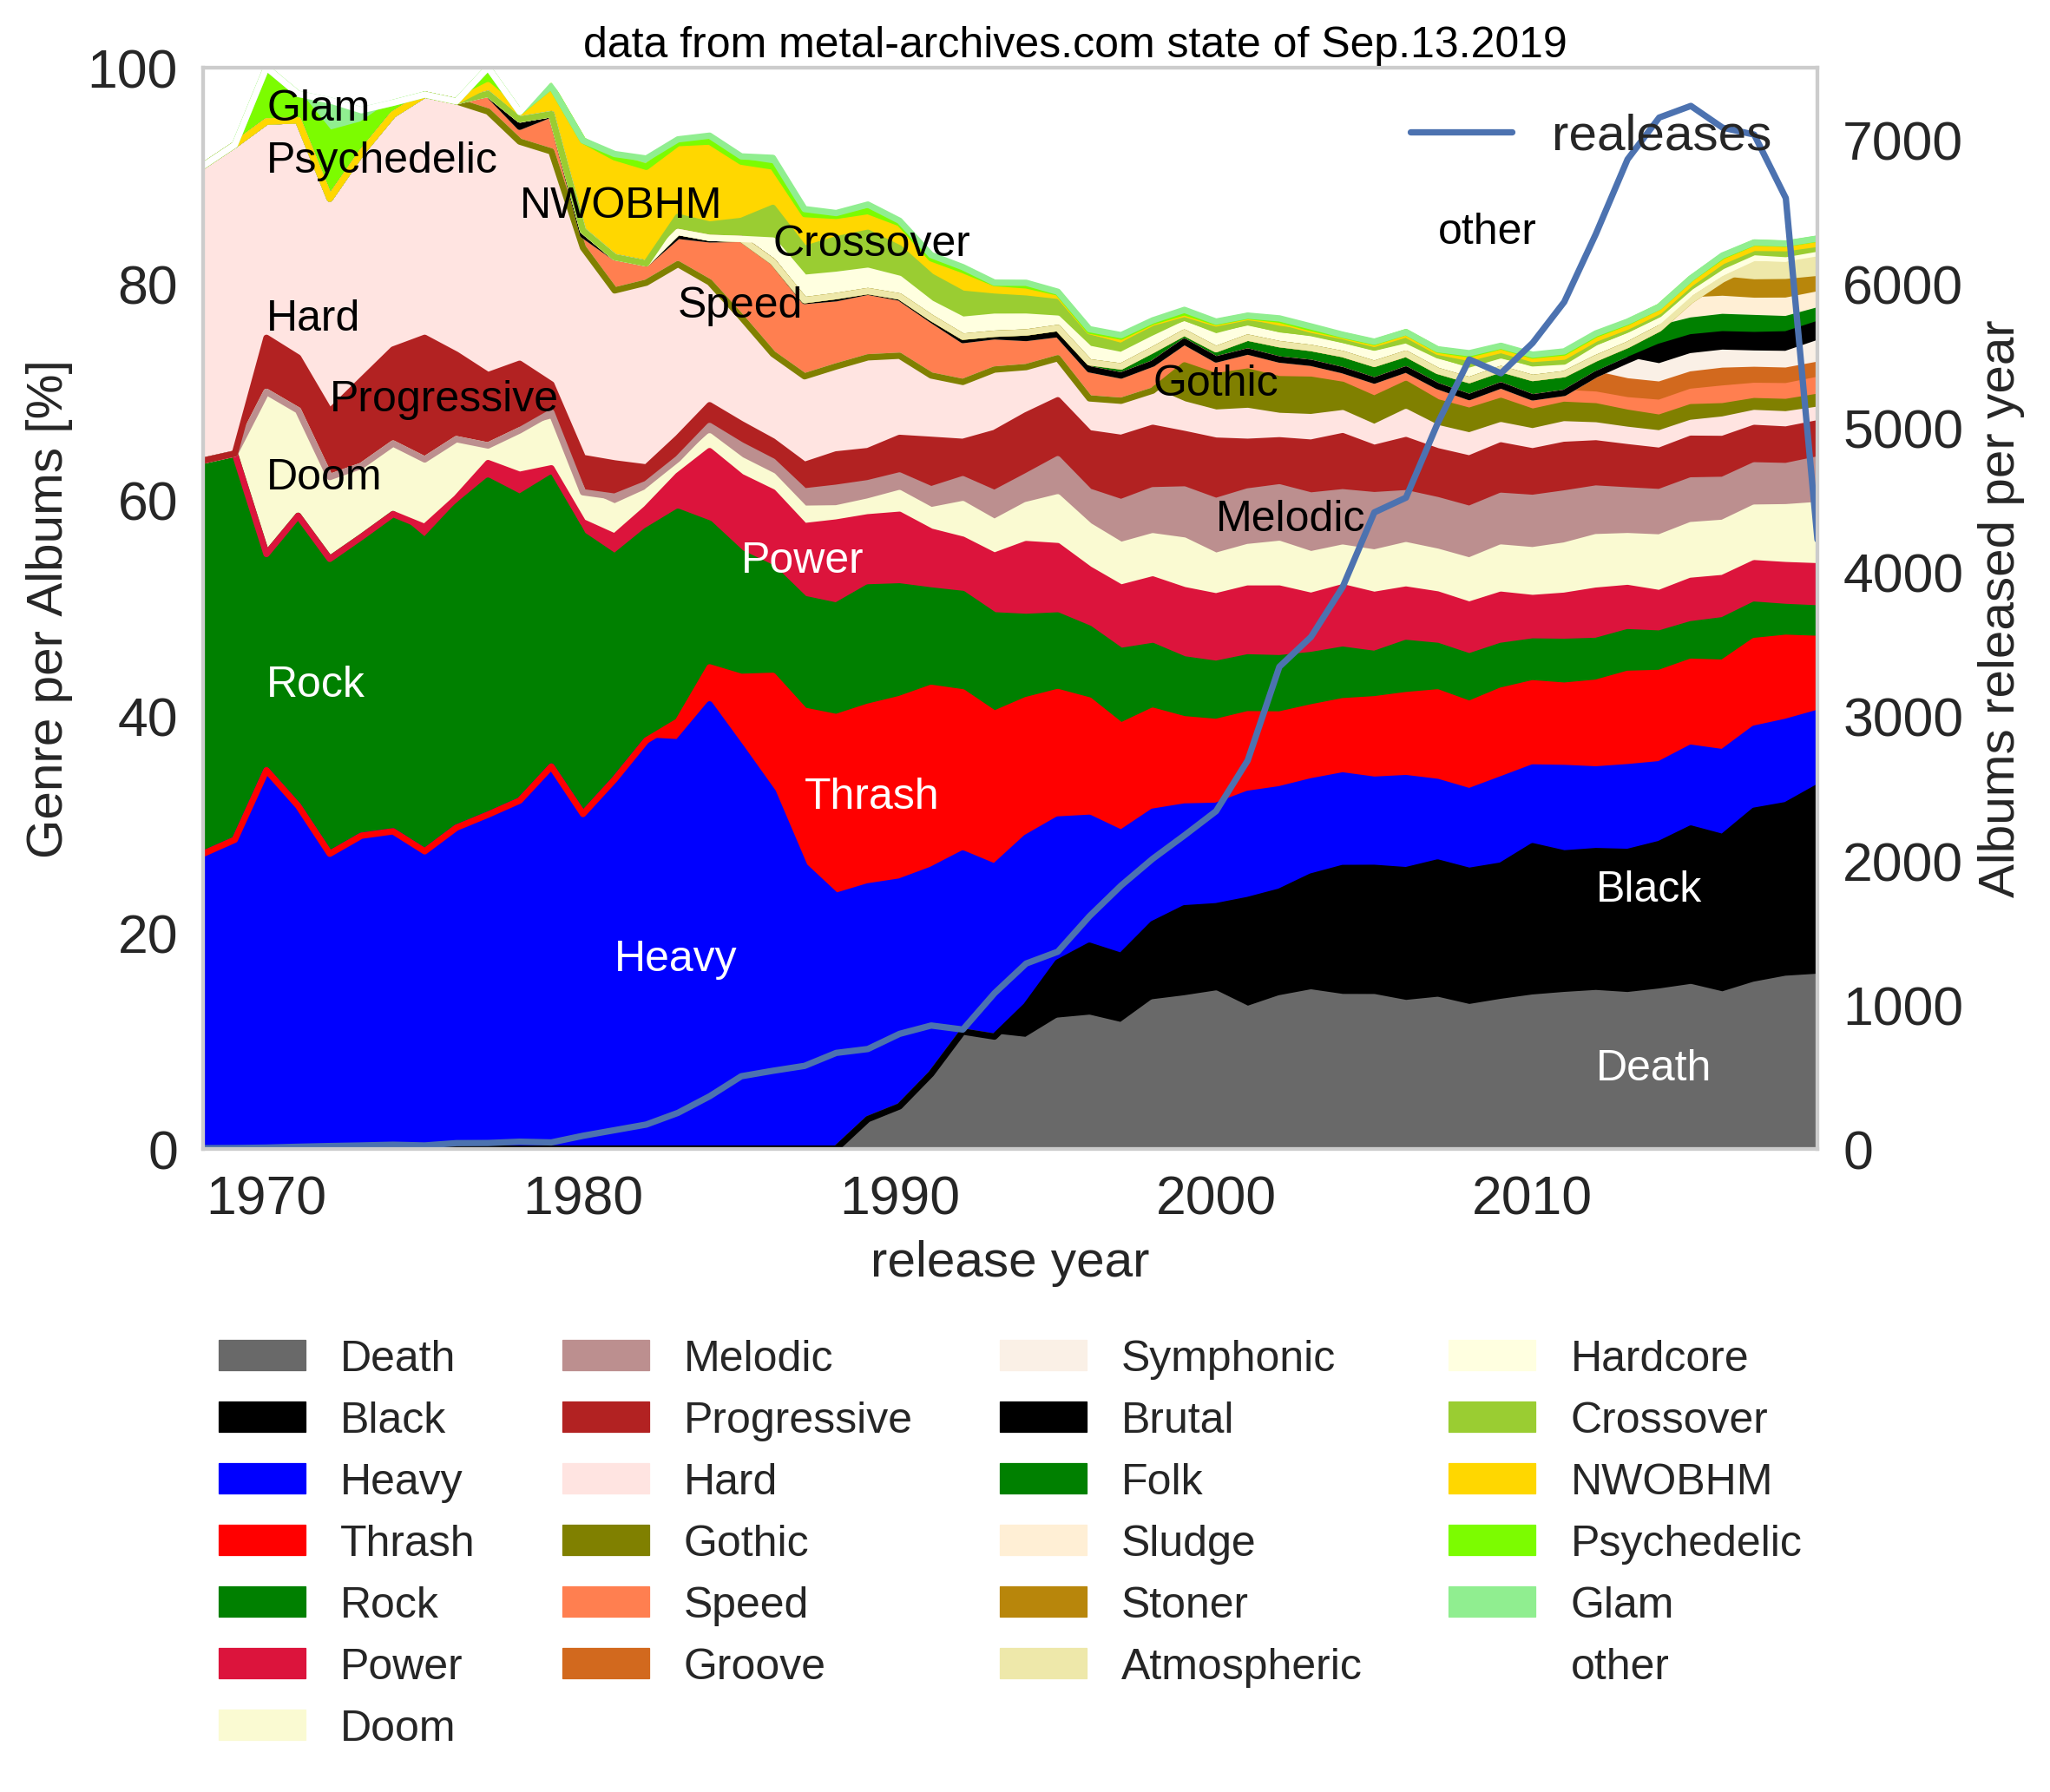 data from metal-archives.com state of Sep.13.2019
100
80
60
40
20
0
Genre per Albums [%]
Glam
Psychedelic
NWOBHM
Crossover
Hard
Speed
Progressive
Gothic
Doom
Melodic
Power
Rock
Thrash
Black
Heavy
Death
realeases
other
7000
6000
5000
4000
3000
2000
1000
0
Albums released per year
1970
1980
1990
2000
2010
release year
Death
Black
Heavy
Thrash
Rock
Power
Doom
Melodic
Progressive
Hard
Gothic
Speed
Groove
Symphonic
Brutal
Folk
Sludge
Stoner
Atmospheric
Hardcore
Crossover
NWOBHM
Psychedelic
Glam
other